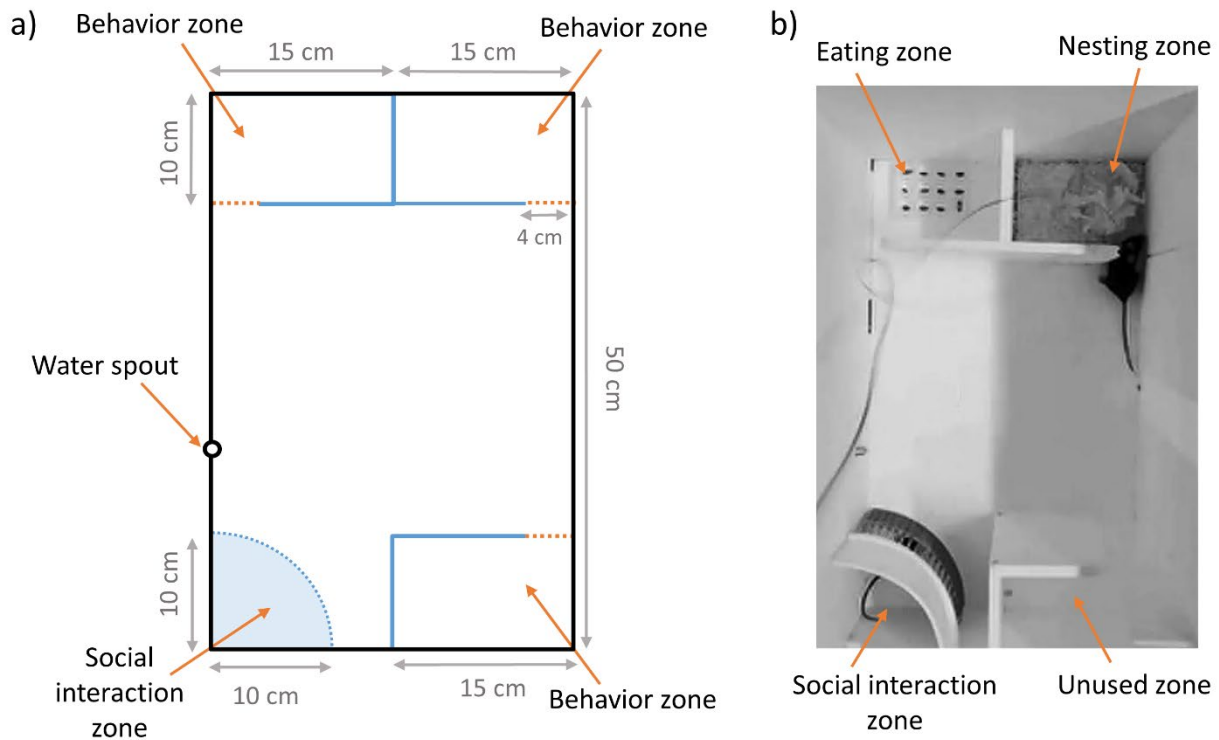 a)
Behavior zone
Behavior zone
15 cm
15 cm
10 cm
4 cm
50 cm
Water spout
10 cm
Social
interaction
zone
10 cm
15 cm
Behavior zone
b)
Eating zone
Nesting zone
Social interaction
zone
Unused zone